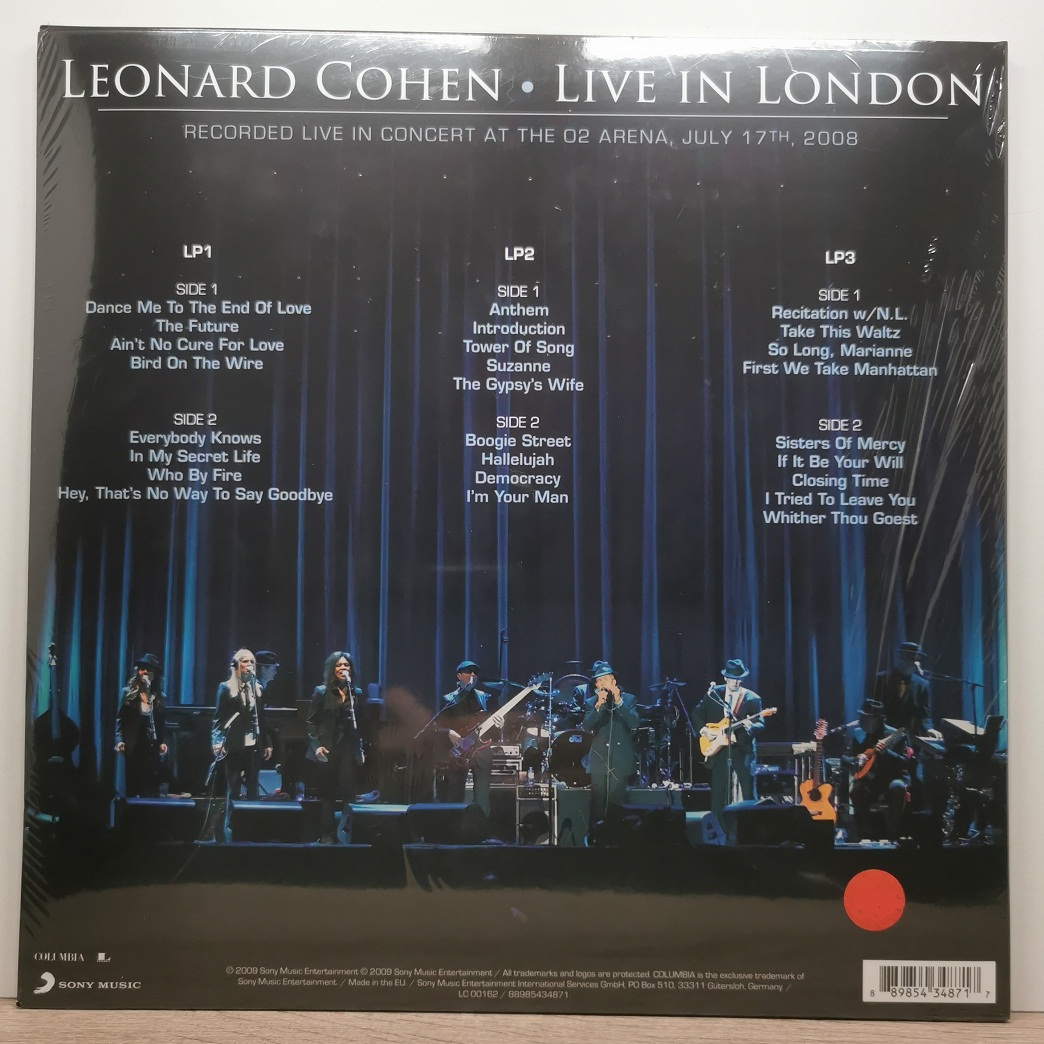 LEONARD COHEN • LIVE IN LONDON
RECORDED LIVE IN CONCERT AT THE O2 ARENA, JULY 17TH, 2008
LP1
SIDE 1
Dance Me To The End Of Love
The Future
Ain't No Cure For Love
Bird On The Wire
SIDE 2
Everybody Knows
In My Secret Life
Who By Fire
Hey, That's No Way To Say Goodbye
LP2
SIDE 1
Anthem
Introduction
Tower Of Song
Suzanne
The Gypsy's Wife
SIDE 2
Boogie Street
Hallelujah
Democracy
I'm Your Man
LP3
SIDE 1
Recitation w/N.L.
Take This Waltz
So Long, Marianne
First We Take Manhattan
SIDE 2
Sisters Of Mercy
If It Be Your Will
Closing Time
I Tried To Leave You
Whither Thou Goest
COLUMBIA
SONY MUSIC
℗ 2009 Sony Music Entertainment © 2009 Sony Music Entertainment / All trademarks and logos are protected. COLUMBIA is the exclusive trademark of
Sony Music Entertainment. / Made in the EU / Sony Music Entertainment International Services GmbH, PO Box 510, 33311 Gütersloh, Germany /
LC 00162 / 88985434871
8 89854 34871 7